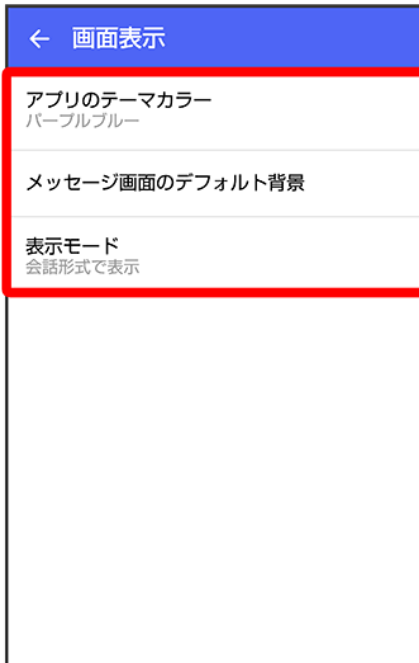 画面表示
アプリのテーマカラー
パープルブルー
メッセージ画面のデフォルト背景
表示モード
会話形式で表示